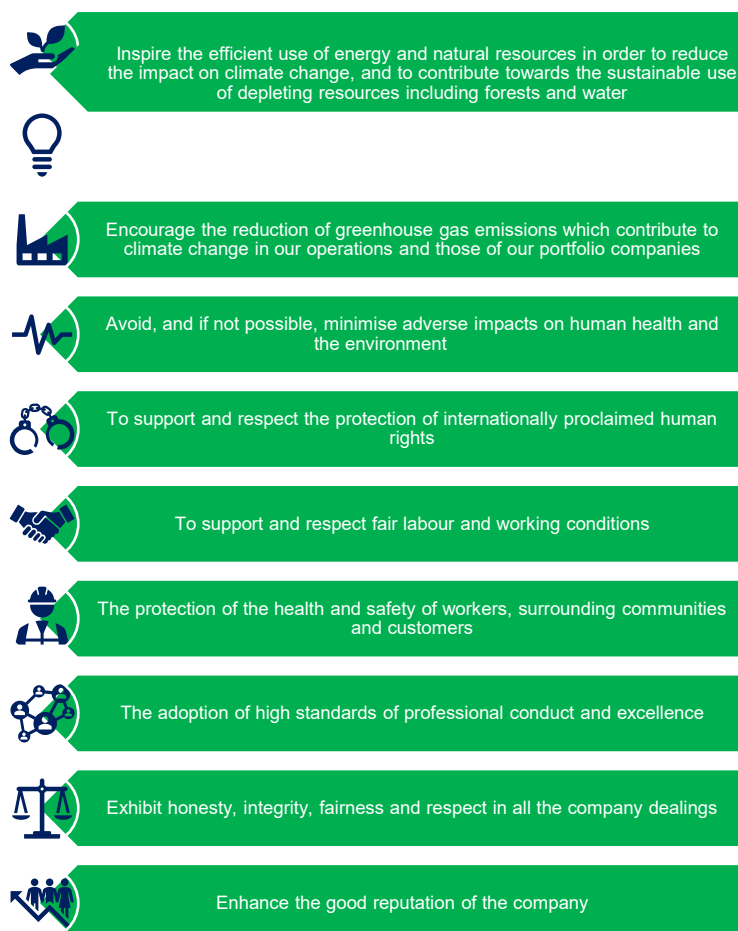 Inspire the efficient use of energy and natural resources in order to reduce
the impact on climate change, and to contribute towards the sustainable use
of depleting resources including forests and water
Encourage the reduction of greenhouse gas emissions which contribute to
climate change in our operations and those of our portfolio companies
Avoid, and if not possible, minimise adverse impacts on human health and
the environment
To support and respect the protection of internationally proclaimed human
rights
To support and respect fair labour and working conditions
The protection of the health and safety of workers, surrounding communities
and customers
The adoption of high standards of professional conduct and excellence
Exhibit honesty, integrity, fairness and respect in all the company dealings
Enhance the good reputation of the company